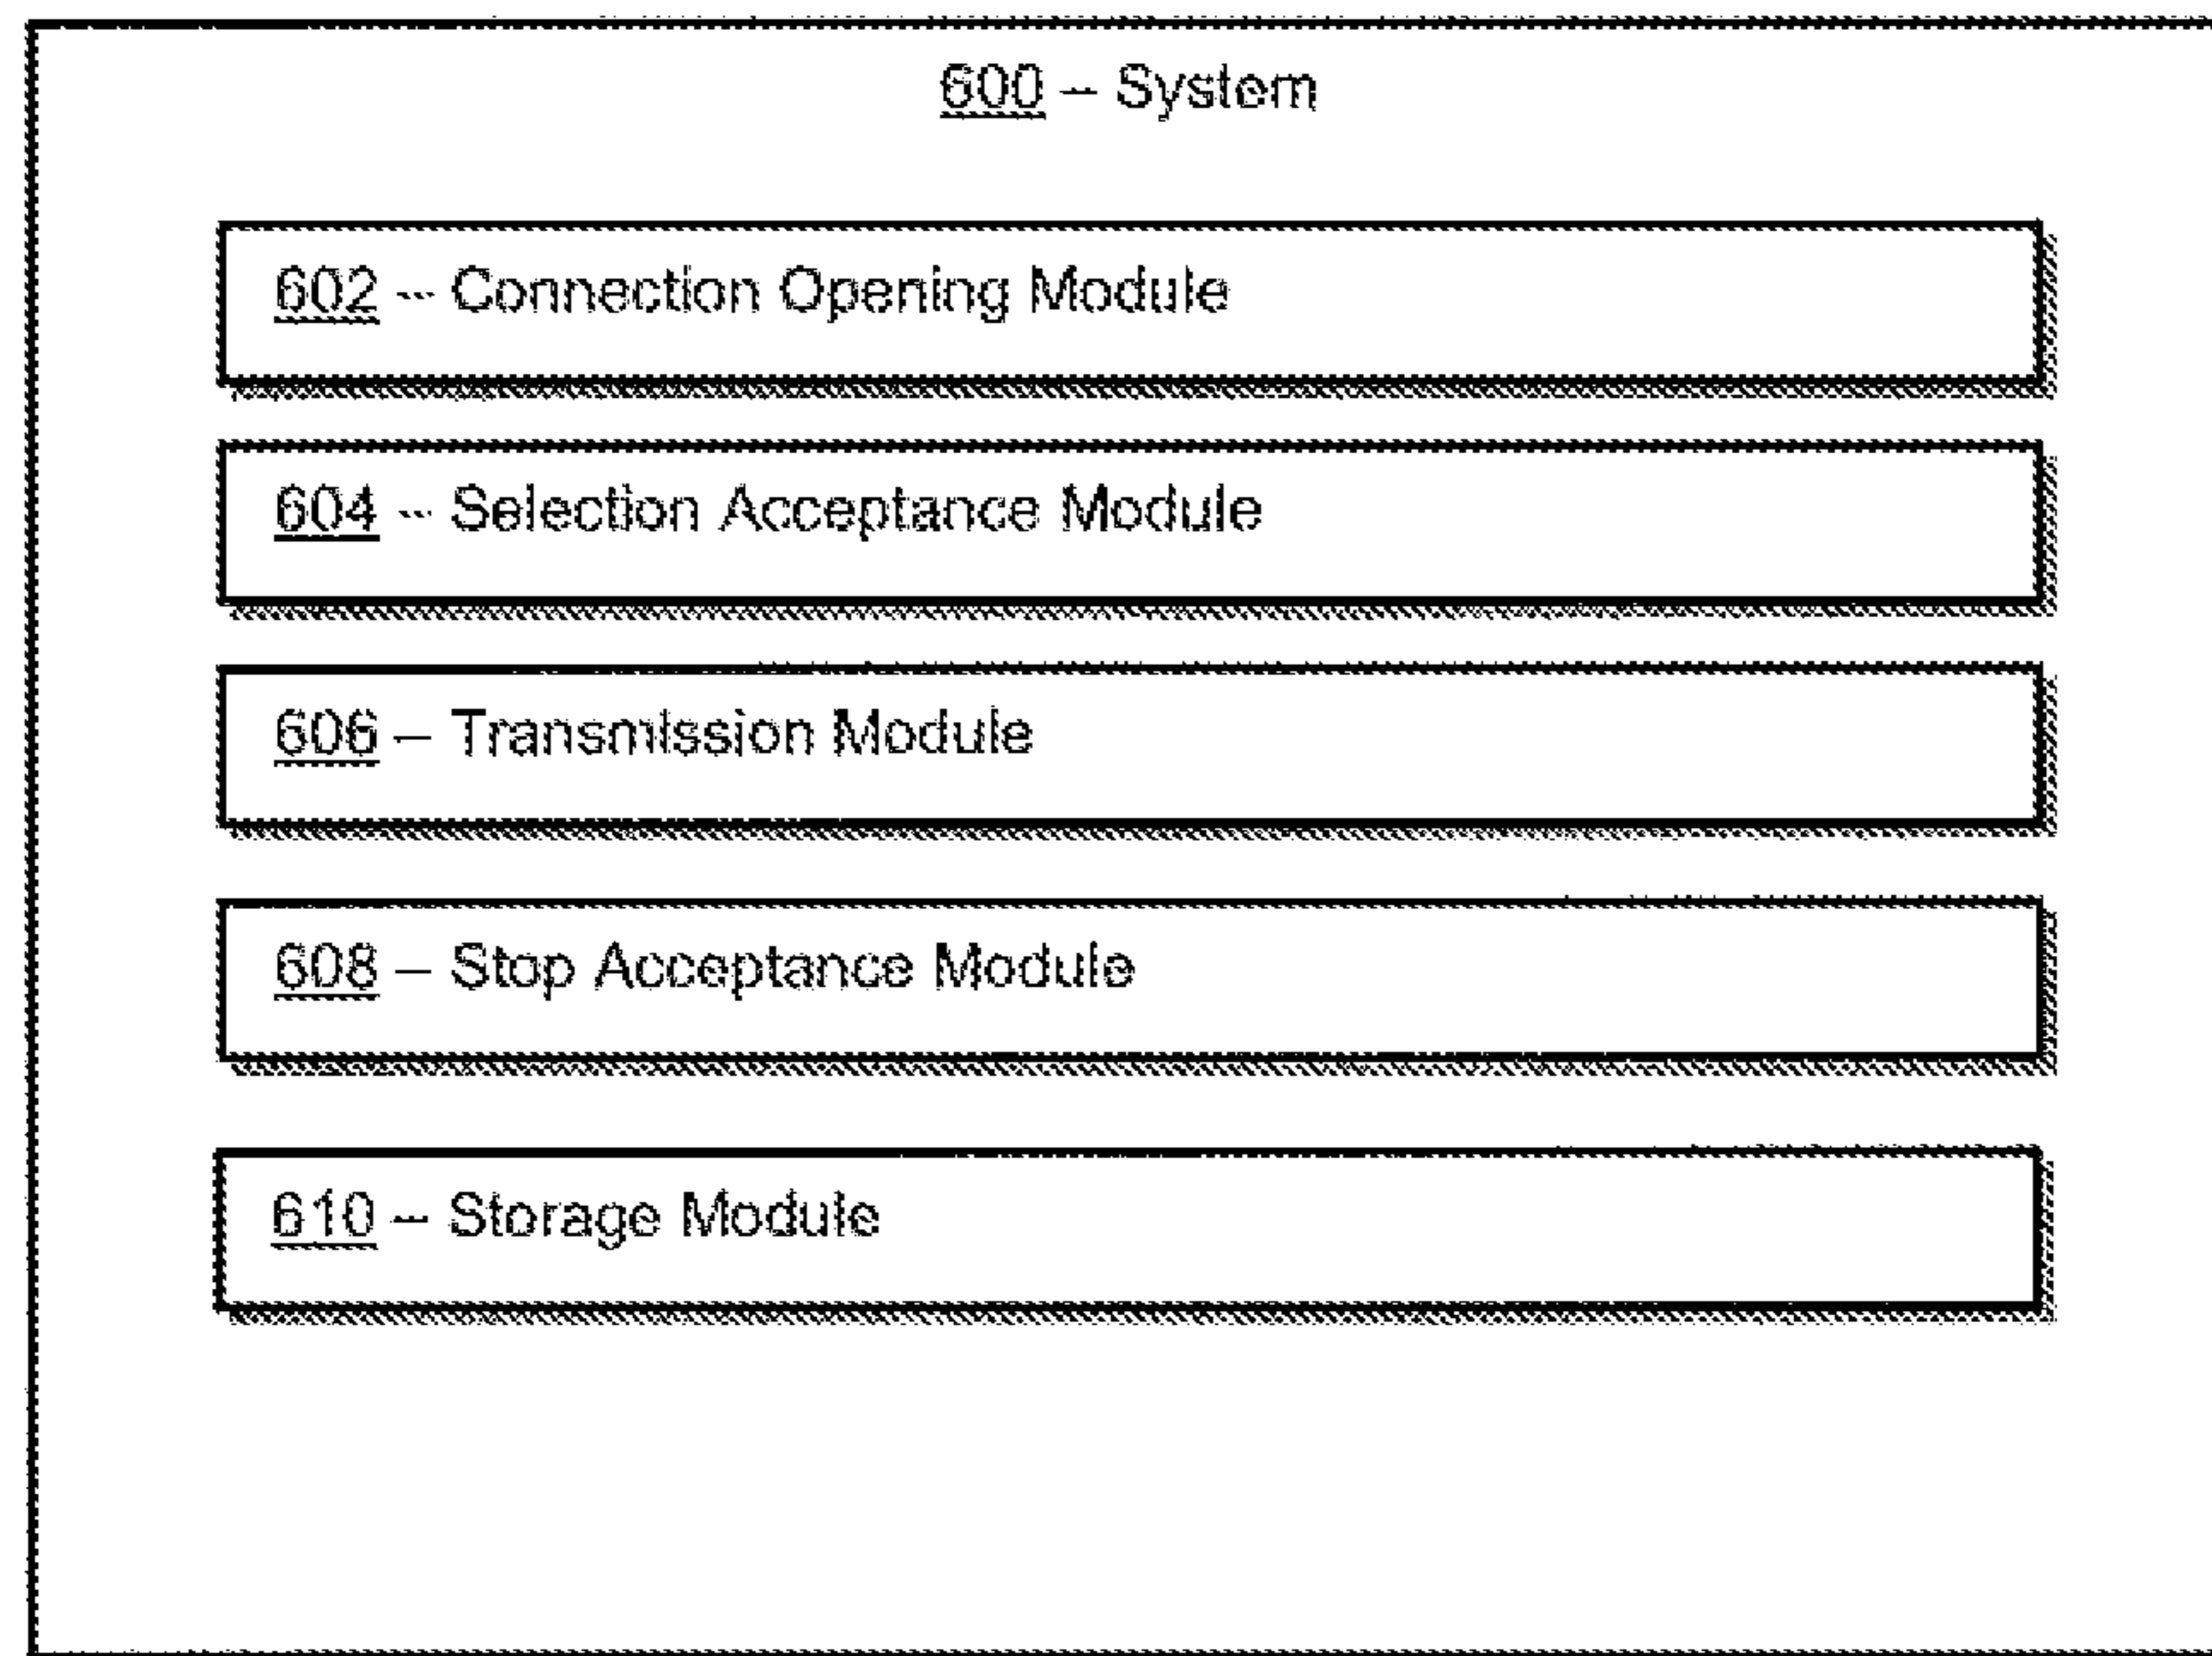 600 – System
602 – Connection Opening Module
604 – Selection Acceptance Module
606 – Transmission Module
608 – Stop Acceptance Module
610 – Storage Module